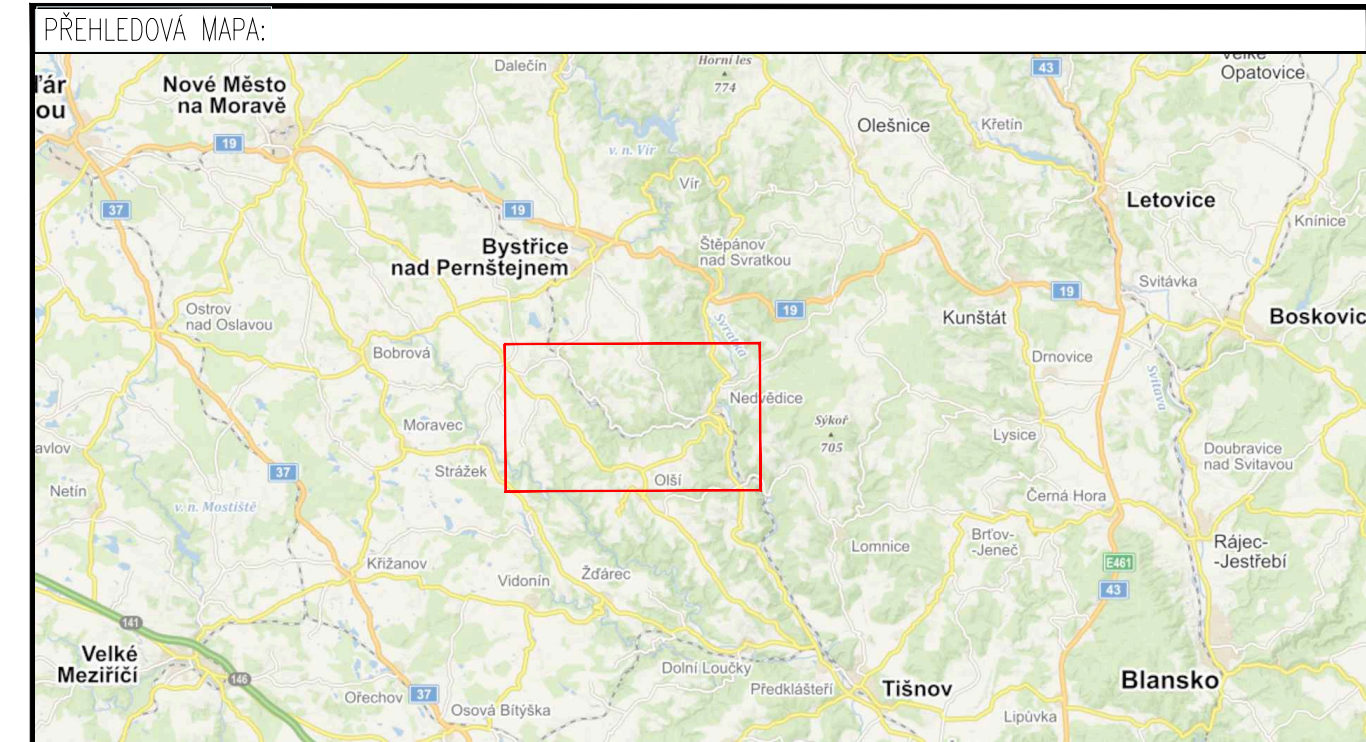 PŘEHLEDOVÁ MAPA:
Dalečín
Horní les
774
43
Opatovice
Nové Město
na Moravě
19
Olešnice
Křetín
v. n. Vír
Vír
37
19
Letovice
Knínice
Bystřice
nad Pernštejnem
Štěpánov
nad Svratkou
Svitávka
19
19
Ostrov
nad Oslavou
Kunštát
Svratka
Bobrová
Drnovice
Svitava
Nedvědice
Moravec
Sýkoř
705
Lysice
Doubravice
nad Svitavou
37
Strážek
Olší
Netín
v. n. Mostiště
Černá Hora
Brťov-
-Jeneč
Lomnice
Rájec-
-Jestřebí
Křižanov
Vidonín
Žďárec
E461
43
141
Velké
Meziříčí
146
Dolní Loučky
Předklášteří
Tišnov
Blansko
Ořechov
37
Osová Bítýška
Lipůvka